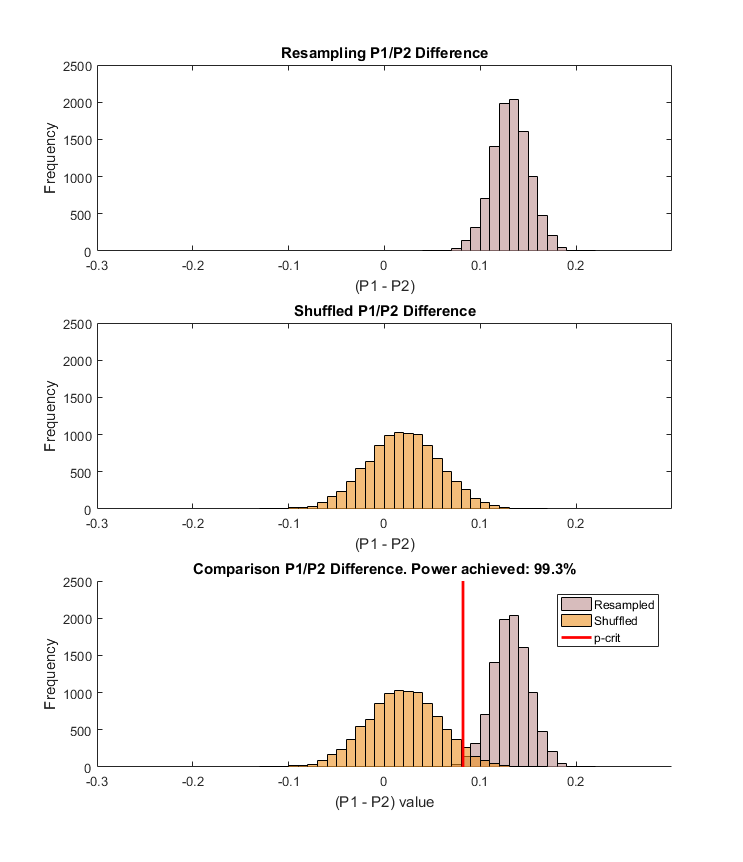 Resampling P1/P2 Difference
2500
2000
1500
1000
500
0
Frequency
-0.3 -0.2 -0.1 0 0.1 0.2
(P1 - P2)
Shuffled P1/P2 Difference
2500
2000
1500
1000
500
0
Frequency
-0.3 -0.2 -0.1 0 0.1 0.2
(P1 - P2)
Comparison P1/P2 Difference. Power achieved: 99.3%
2500
2000
1500
1000
500
0
Frequency
Resampled
Shuffled
p-crit
-0.3 -0.2 -0.1 0 0.1 0.2
(P1 - P2) value